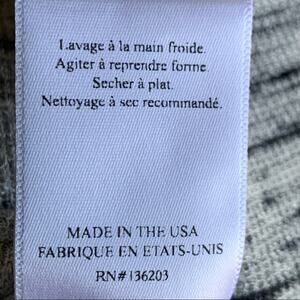 Lavage à la main froide.
Agiter à reprendre forme.
Secher à plat.
Nettoyage à sec recommandé.
MADE IN THE USA
FABRIQUE EN ETATS-UNIS
RN# 136203